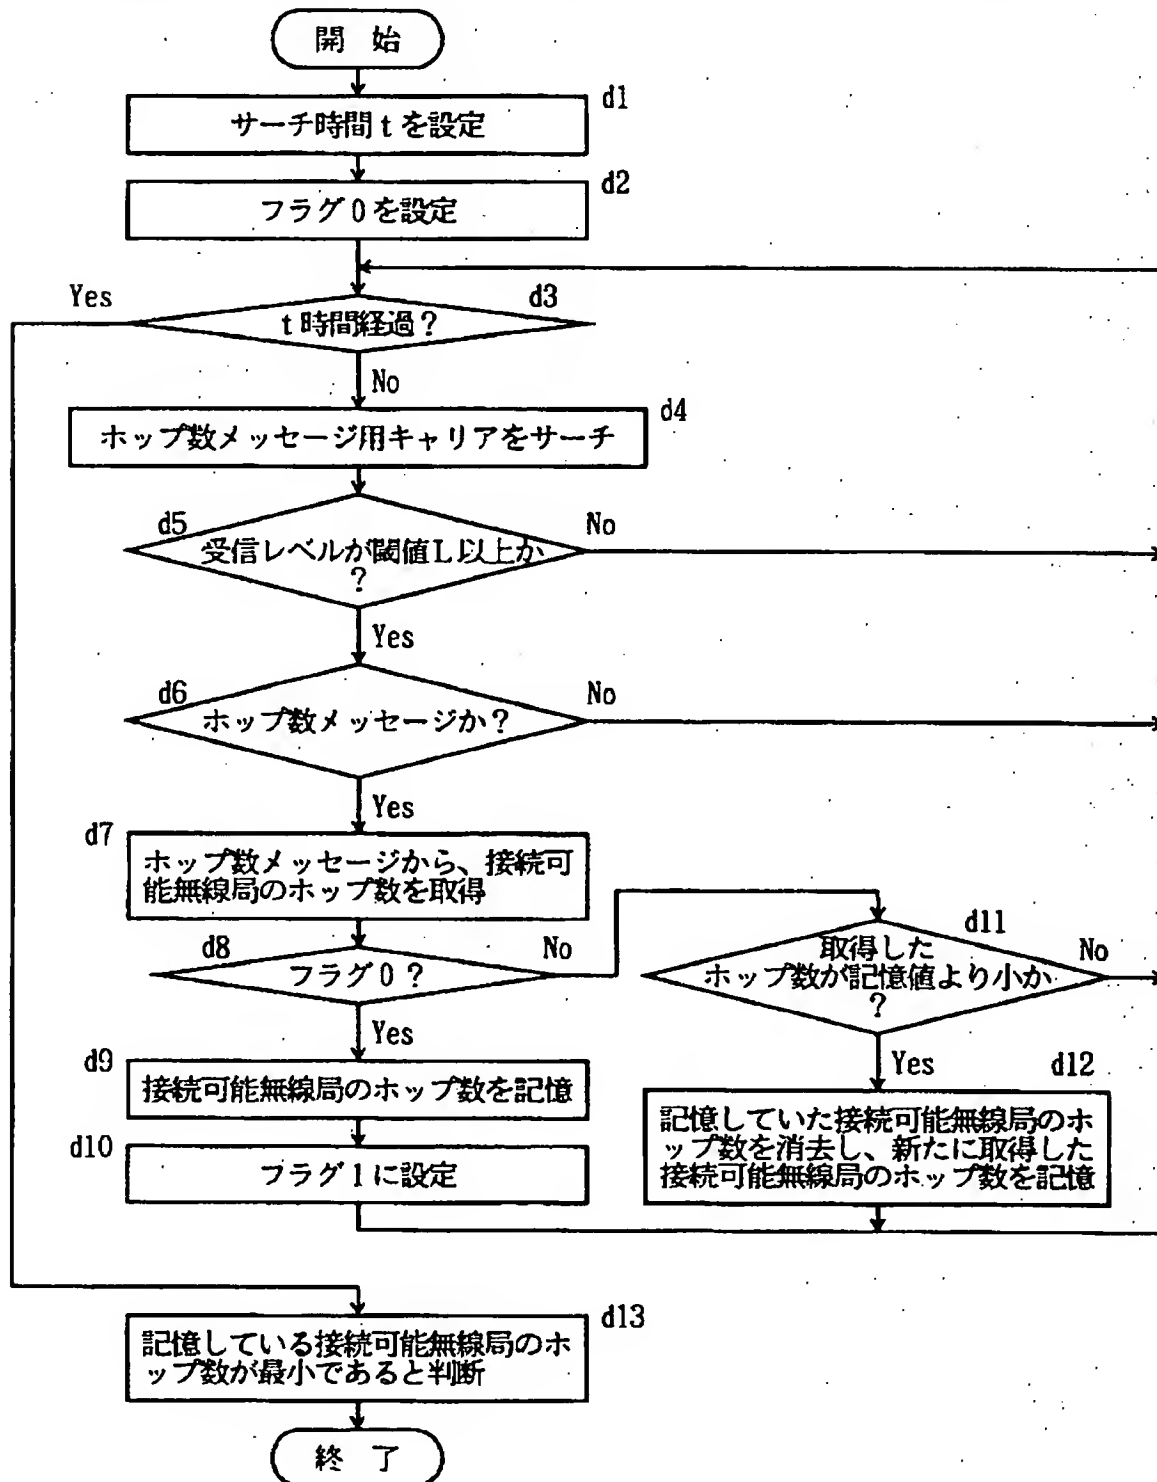 開 始
d1
サーチ時間tを設定
d2
フラグ0を設定
Yes
d3
t時間経過？
No
d4
ホップ数メッセージ用キャリアをサーチ
d5
No
受信レベルが閾値L以上か
？
Yes
d6
No
ホップ数メッセージか？
Yes
d7
ホップ数メッセージから、接続可
能無線局のホップ数を取得
d8
No
フラグ0？
d11
取得した
No
ホップ数が記憶値より小か
？
Yes
Yes
d9
d12
接続可能無線局のホップ数を記憶
記憶していた接続可能無線局のホ
ップ数を消去し、新たに取得した
接続可能無線局のホップ数を記憶
d10
フラグ1に設定
d13
記憶している接続可能無線局のホ
ップ数が最小であると判断
終 了